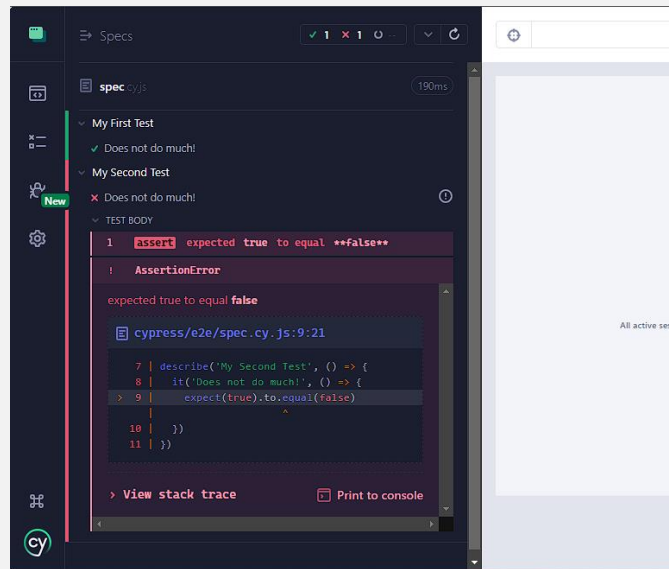 Specs
1 1 --
spec cy.js 190ms
My First Test
Does not do much!
My Second Test
Does not do much!
New
TEST BODY
1 assert expected true to equal **false**
! AssertionError
expected true to equal false
cypress/e2e/spec.cy.js:9:21
7 | describe('My Second Test', () => {
8 | it('Does not do much!', () => {
> 9 | expect(true).to.equal(false)
| ^
10 | })
11 | })
> View stack trace Print to console
cy
All active